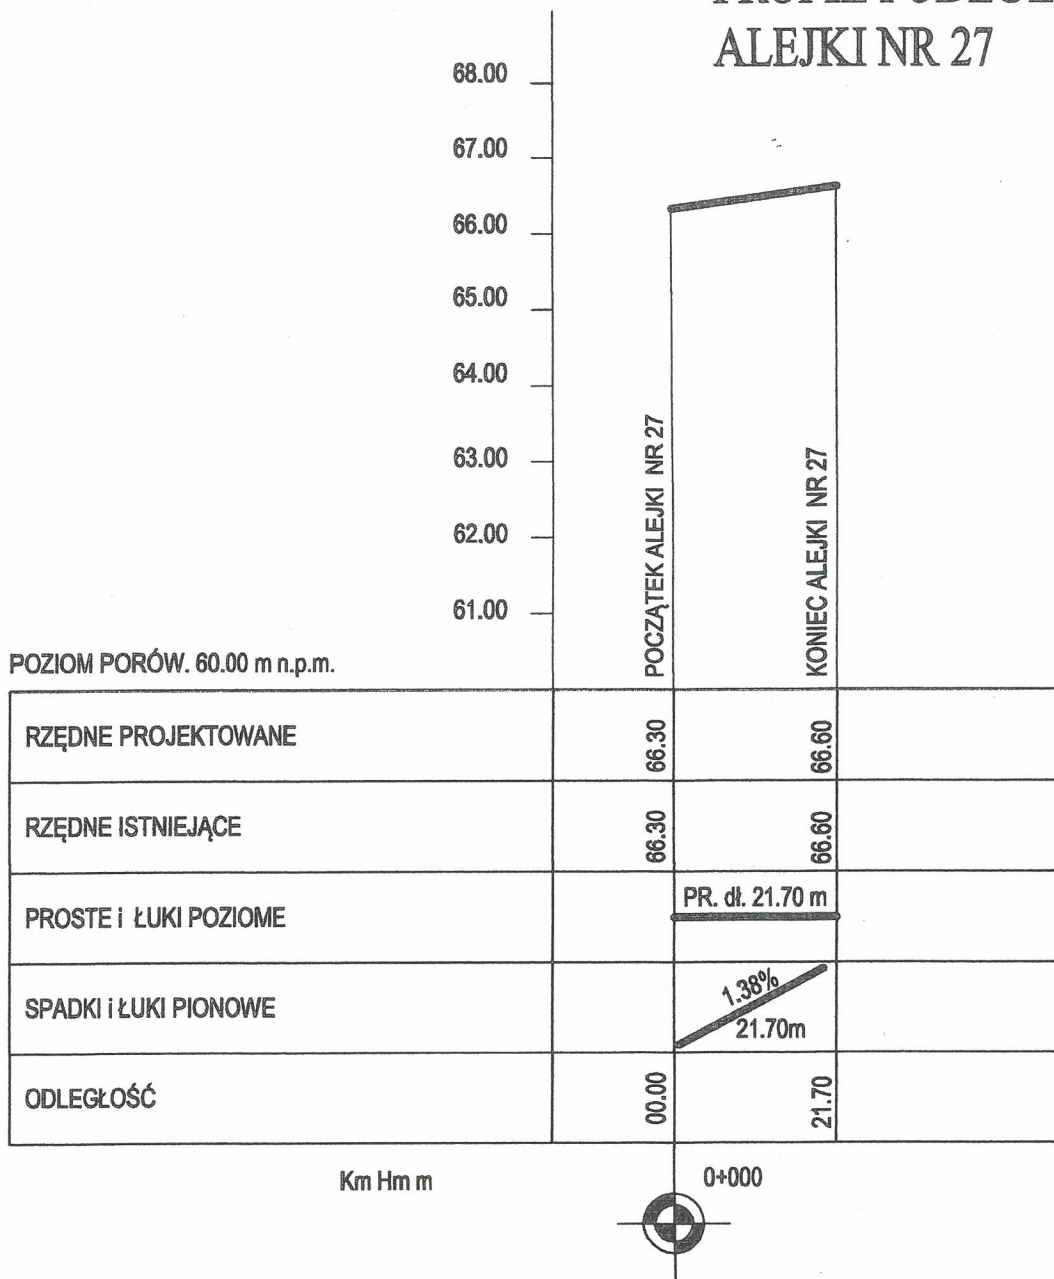 ALEJKI NR 27
68.00
67.00
66.00
65.00
64.00
63.00
62.00
61.00
POCZĄTEK ALEJKI NR 27
KONIEC ALEJKI NR 27
POZIOM PORÓW. 60.00 m n.p.m.
RZĘDNE PROJEKTOWANE
66.30
66.60
RZĘDNE ISTNIEJĄCE
66.30
66.60
PROSTE i ŁUKI POZIOME
PR. dł. 21.70 m
SPADKI i ŁUKI PIONOWE
1.38%
21.70m
ODLEGŁOŚĆ
00.00
21.70
Km Hm m
0+000